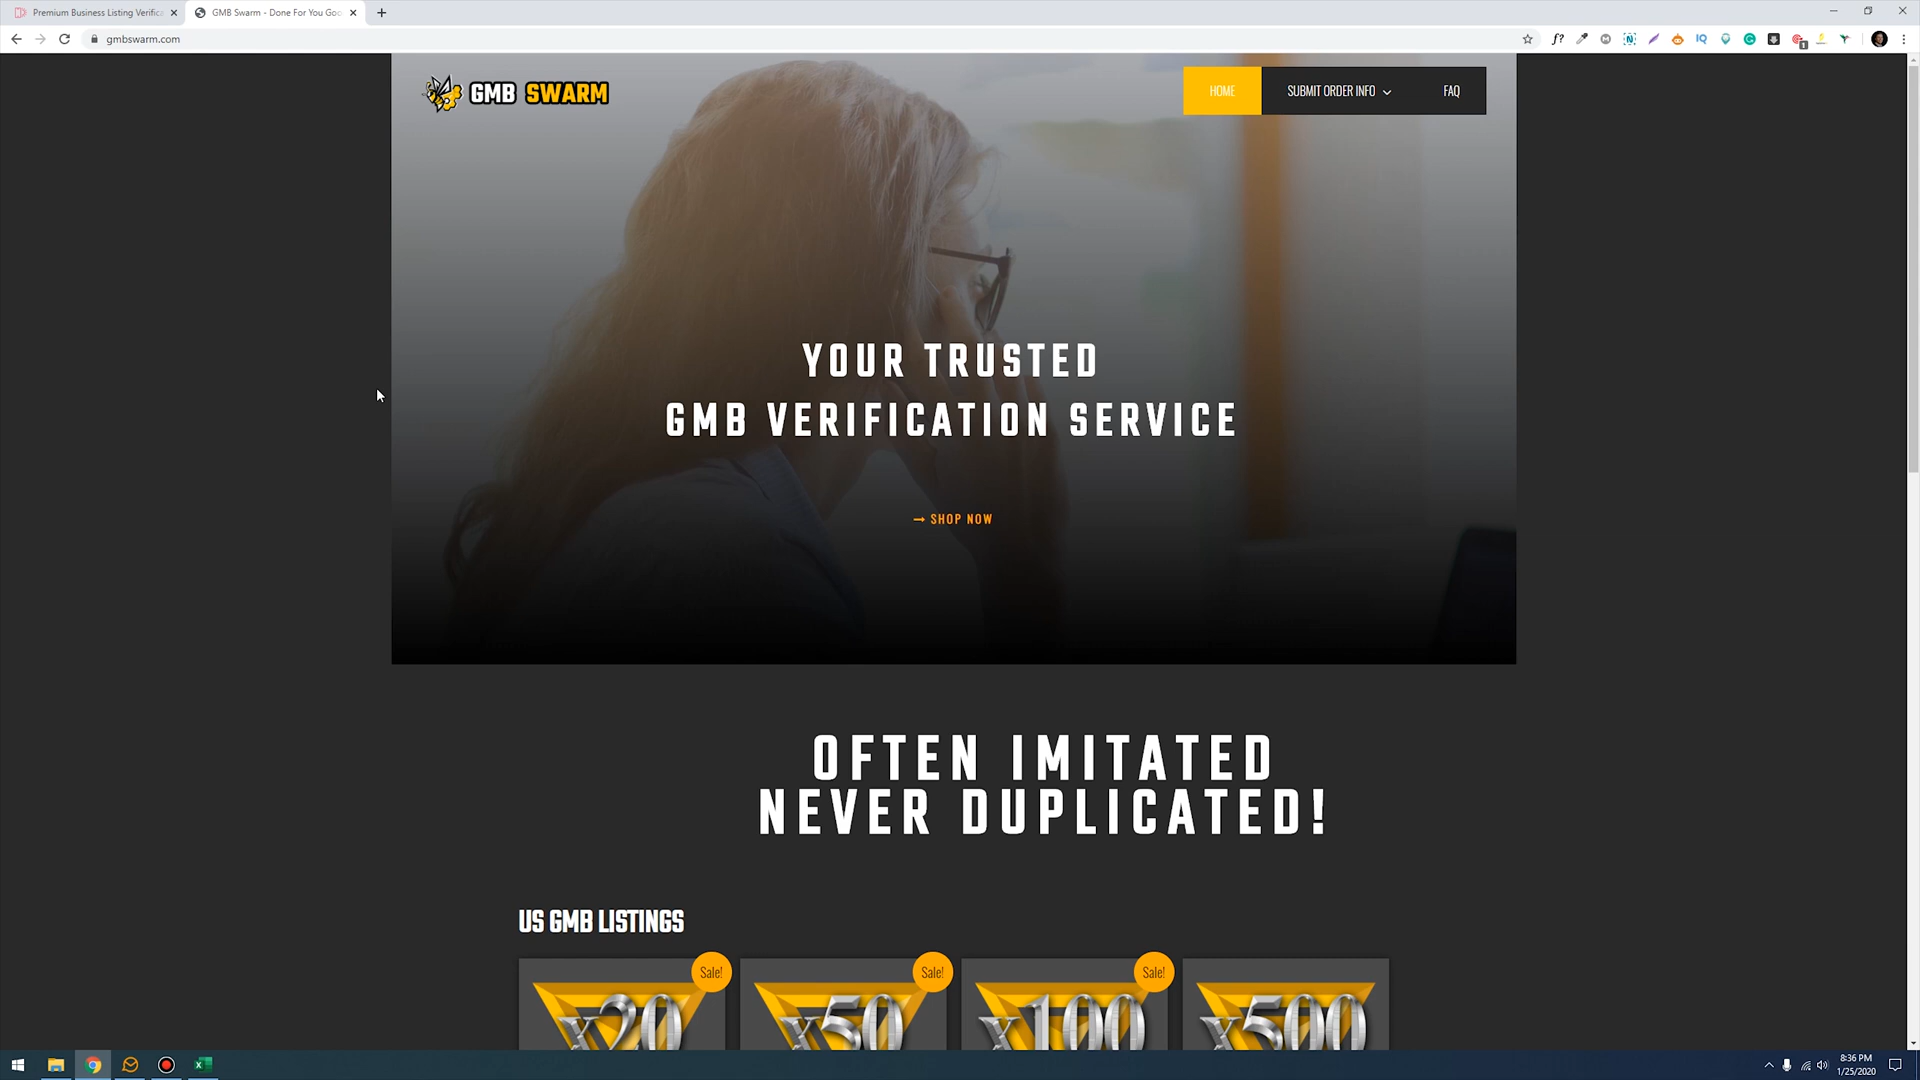 Premium Business Listing Verifica
GMB Swarm - Done For You Goo
gmbswarm.com
GMB SWARM
HOME
SUBMIT ORDER INFO
FAQ
YOUR TRUSTED
GMB VERIFICATION SERVICE
→ SHOP NOW
OFTEN IMITATED
NEVER DUPLICATED!
US GMB LISTINGS
Sale!
Sale!
Sale!
x20
x50
x100
x500
8:36 PM
1/25/2020